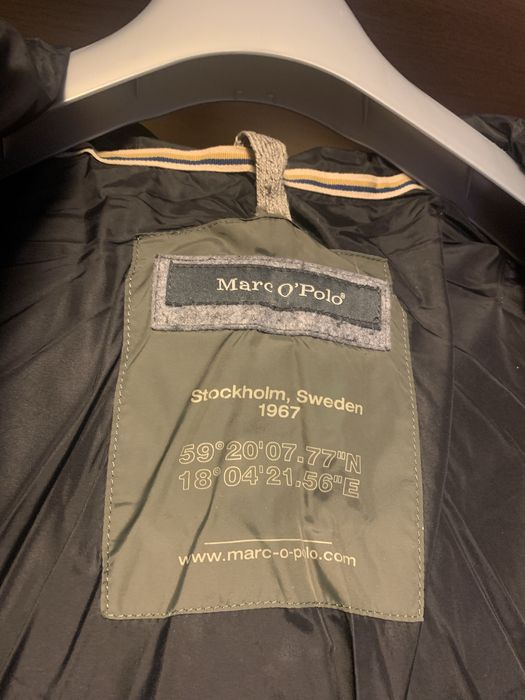 Marc O'Polo®
Stockholm, Sweden
1967
59°20'07.77"N
18°04'21.56"E
www.marc-o-polo.com